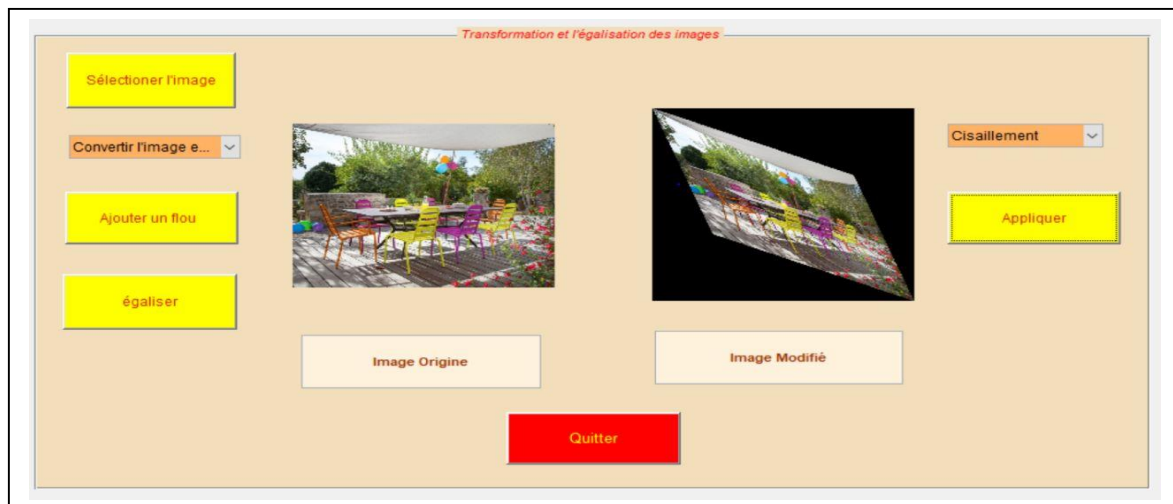 Transformation et l'égalisation des images
Sélectioner l'image
Convertir l'image e...
Cisaillement
Ajouter un flou
Appliquer
égaliser
Image Origine
Image Modifié
Quitter